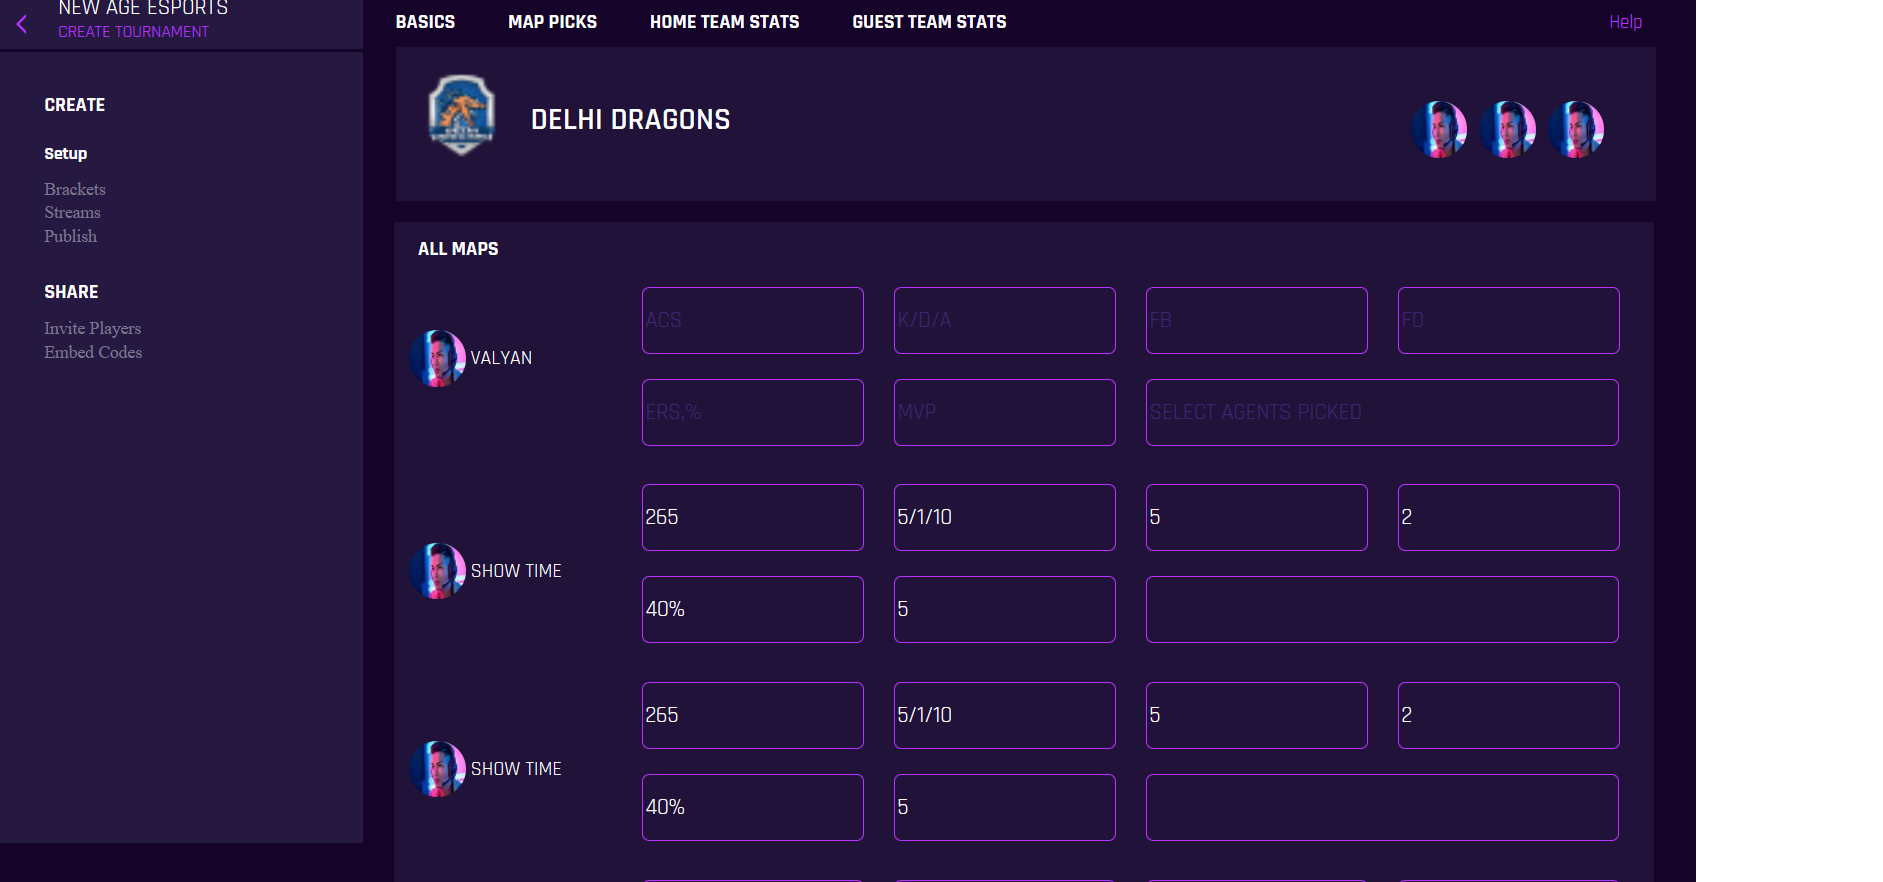 NEW AGE ESPORTS
CREATE TOURNAMENT
BASICS MAP PICKS HOME TEAM STATS GUEST TEAM STATS Help
CREATE
Setup
Brackets
Streams
Publish
SHARE
Invite Players
Embed Codes
DELHI DRAGONS
ALL MAPS
VALYAN
ACS K/D/A FB FD
ERS,% MVP SELECT AGENTS PICKED
SHOW TIME
265 5/1/10 5 2
40% 5
SHOW TIME
265 5/1/10 5 2
40% 5